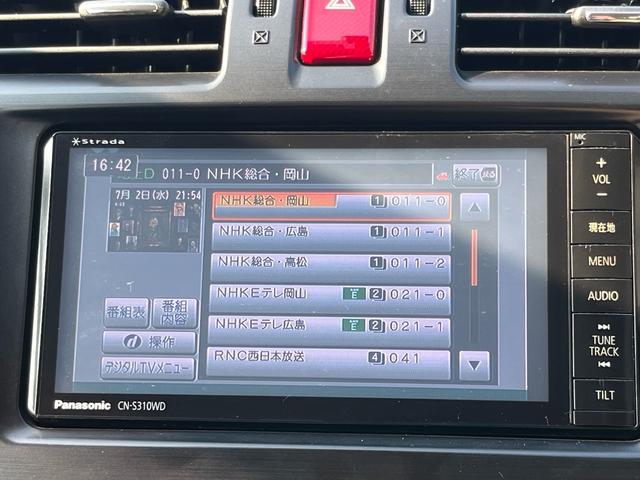 Strada
16:42
ED 011-0 NHK総合・岡山
終了 戻る
7月 2日(水) 21:54
NHK総合・岡山 1 011-0
NHK総合・広島 1 011-1
NHK総合・高松 1 011-2
NHKEテレ岡山 E 2 021-0
NHKEテレ広島 E 2 021-1
RNC西日本放送 4 041
番組表
番組
内容
d 操作
デジタルTVメニュー
Panasonic CN-S310WD
MIC
+
VOL
−
現在地
MENU
AUDIO
TUNE
TRACK
TILT